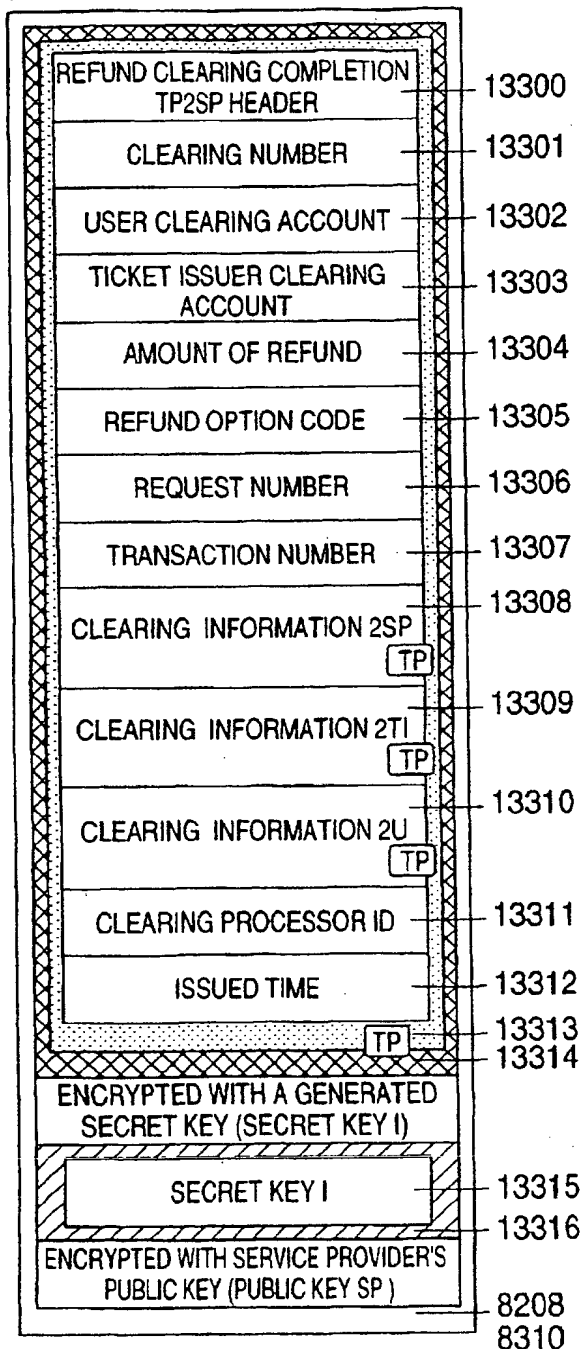 REFUND CLEARING COMPLETION
TP2SP HEADER
13300
CLEARING NUMBER
13301
USER CLEARING ACCOUNT
13302
TICKET ISSUER CLEARING
ACCOUNT
13303
AMOUNT OF REFUND
13304
REFUND OPTION CODE
13305
REQUEST NUMBER
13306
TRANSACTION NUMBER
13307
13308
CLEARING INFORMATION 2SP
TP
13309
CLEARING INFORMATION 2TI
TP
13310
CLEARING INFORMATION 2U
TP
CLEARING PROCESSOR ID
13311
ISSUED TIME
13312
TP
13313
13314
ENCRYPTED WITH A GENERATED
SECRET KEY (SECRET KEY I)
SECRET KEY I
13315
13316
ENCRYPTED WITH SERVICE PROVIDER'S
PUBLIC KEY (PUBLIC KEY SP )
8208
8310